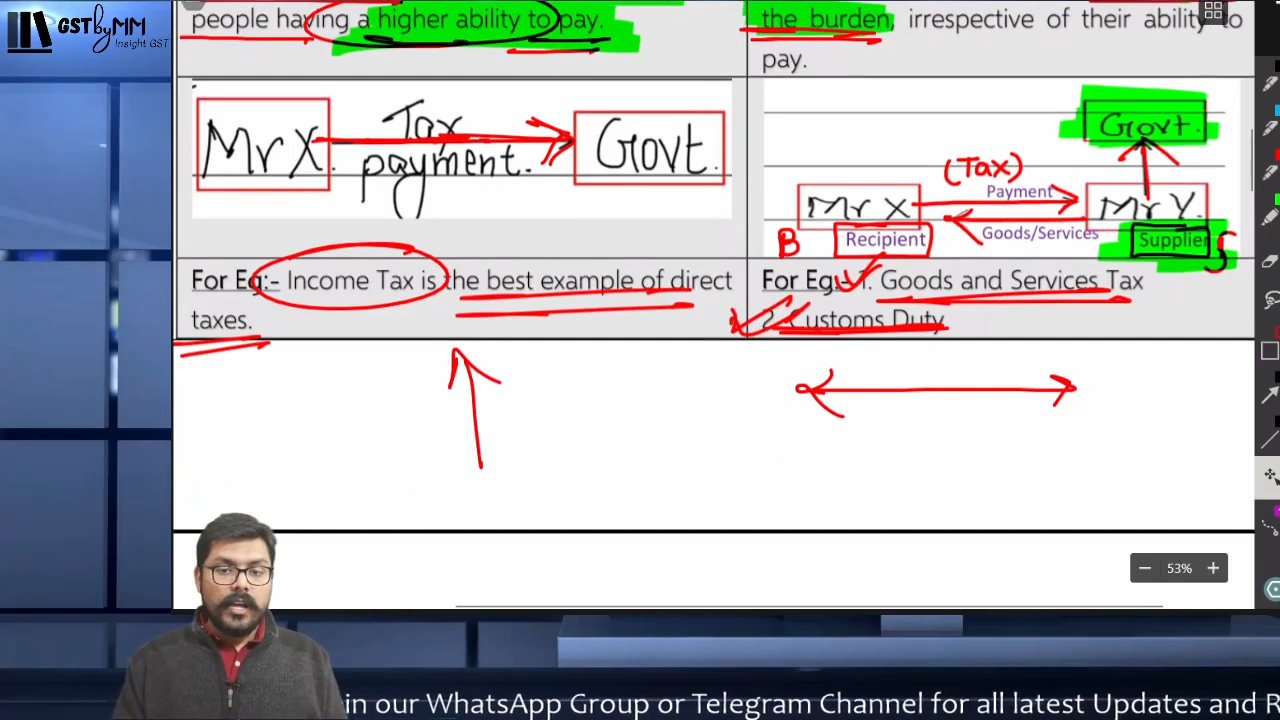 GSTbyMM
Insight GST
people having a higher ability to pay.
the burden, irrespective of their ability to
pay.
Mr X Tax payment. Govt.
Govt.
(Tax)
Payment
Mr X
Mr Y.
B
Recipient
Goods/Services
Supplier
S
For Eg:- Income Tax is the best example of direct
taxes.
For Eg:- 1. Goods and Services Tax
2. Customs Duty
53%
in our WhatsApp Group or Telegram Channel for all latest Updates and R